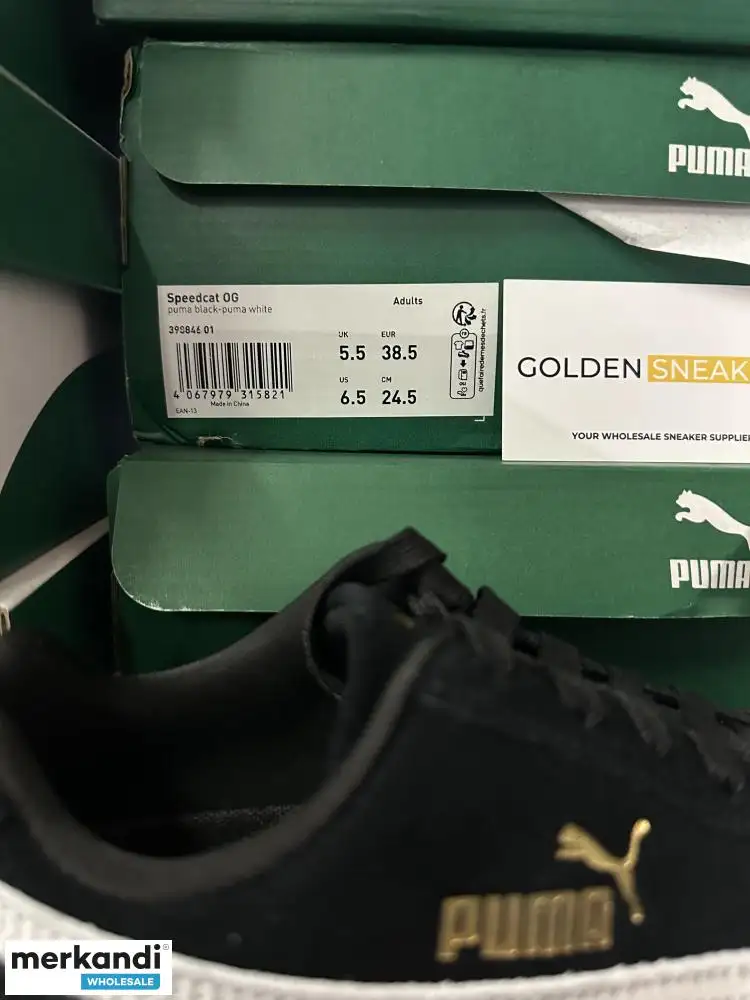 PUMA
Speedcat OG
puma black-puma white
Adults
398846 01
UK EUR
5.5 38.5
US CM
6.5 24.5
4 067979 315821
Made in China
EAN-13
quefairedemesdechets.fr
GOLDEN SNEAK
YOUR WHOLESALE SNEAKER SUPPLIE
PUMA
PUMA
merkandi®
WHOLESALE